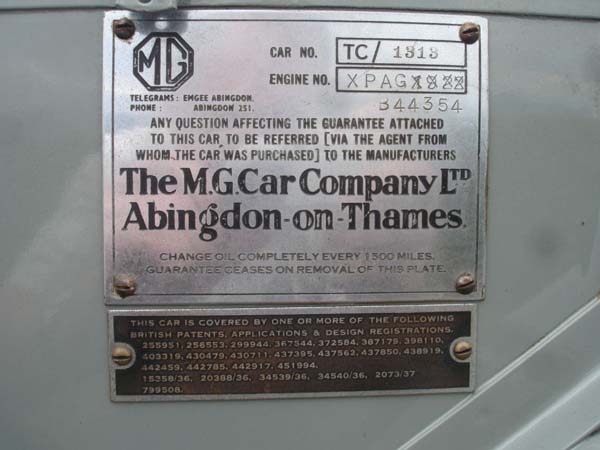 MG
CAR NO. TC/ 1313
ENGINE NO. XPAG
B44354
TELEGRAMS: EMGEE ABINGDON.
PHONE: ABINGDON 251.
ANY QUESTION AFFECTING THE GUARANTEE ATTACHED
TO THIS CAR, TO BE REFERRED [VIA THE AGENT FROM
WHOM THE CAR WAS PURCHASED] TO THE MANUFACTURERS
The M.G. Car Company LTD
Abingdon-on-Thames.
CHANGE OIL COMPLETELY EVERY 1500 MILES.
GUARANTEE CEASES ON REMOVAL OF THIS PLATE.
THIS CAR IS COVERED BY ONE OR MORE OF THE FOLLOWING
BRITISH PATENTS, APPLICATIONS & DESIGN REGISTRATIONS.
255951, 256553, 299944, 367544, 372584, 387179, 398110,
403319, 430479, 430711, 437395, 437562, 437850, 438919,
442459, 442785, 442917, 451994.
15358/36, 20388/36, 34539/36, 34540/36, 2073/37
799508.